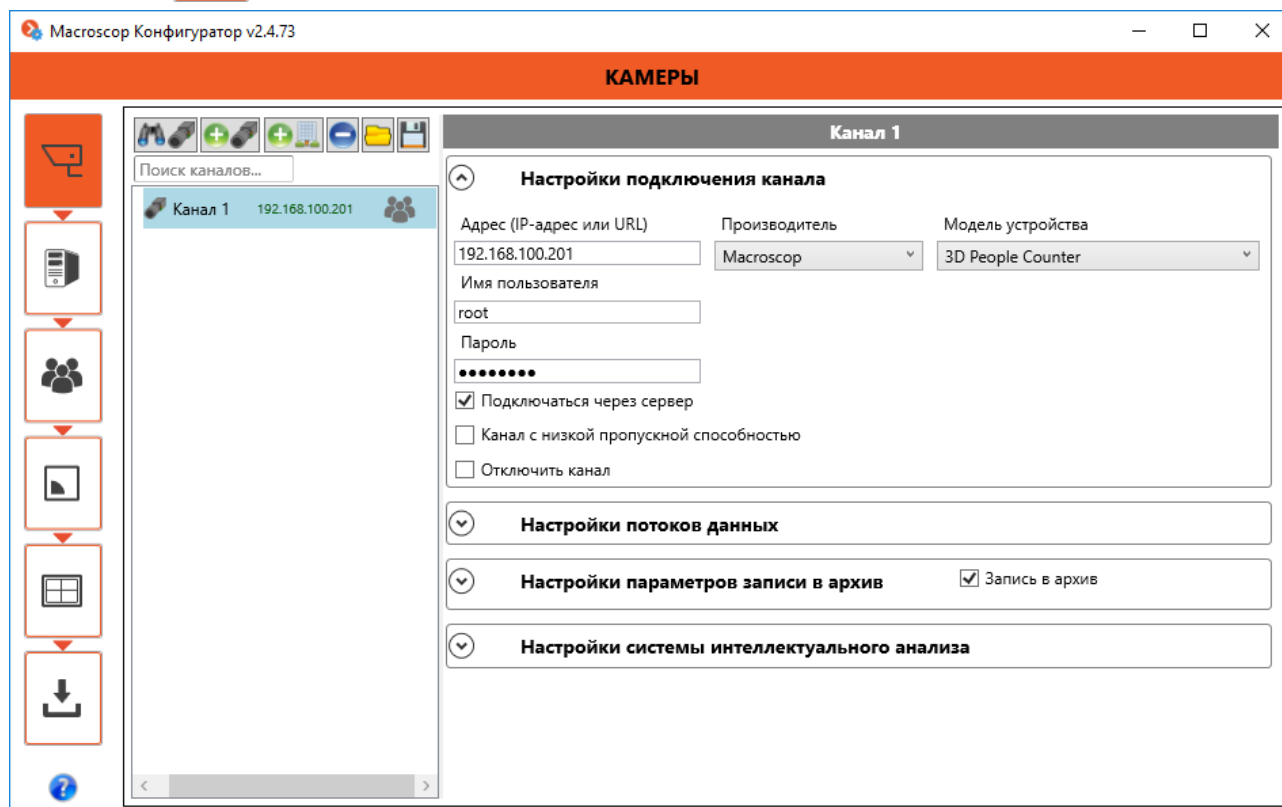 Macroscop Конфигуратор v2.4.73
КАМЕРЫ
Канал 1
Поиск каналов...
Канал 1 192.168.100.201
Настройки подключения канала
Адрес (IP-адрес или URL) Производитель Модель устройства
192.168.100.201 Macroscop 3D People Counter
Имя пользователя
root
Пароль
●●●●●●●●
Подключаться через сервер
Канал с низкой пропускной способностью
Отключить канал
Настройки потоков данных
Настройки параметров записи в архив Запись в архив
Настройки системы интеллектуального анализа
?